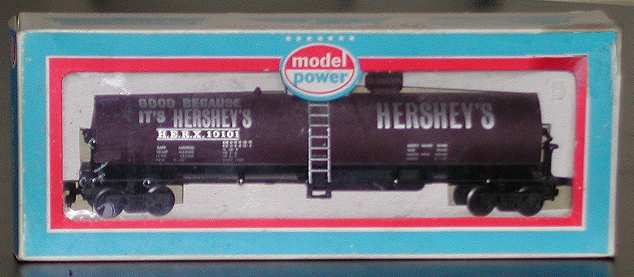 model
power
GOOD BECAUSE
IT'S HERSHEY'S
H.E.R.X. 19101
HERSHEY'S